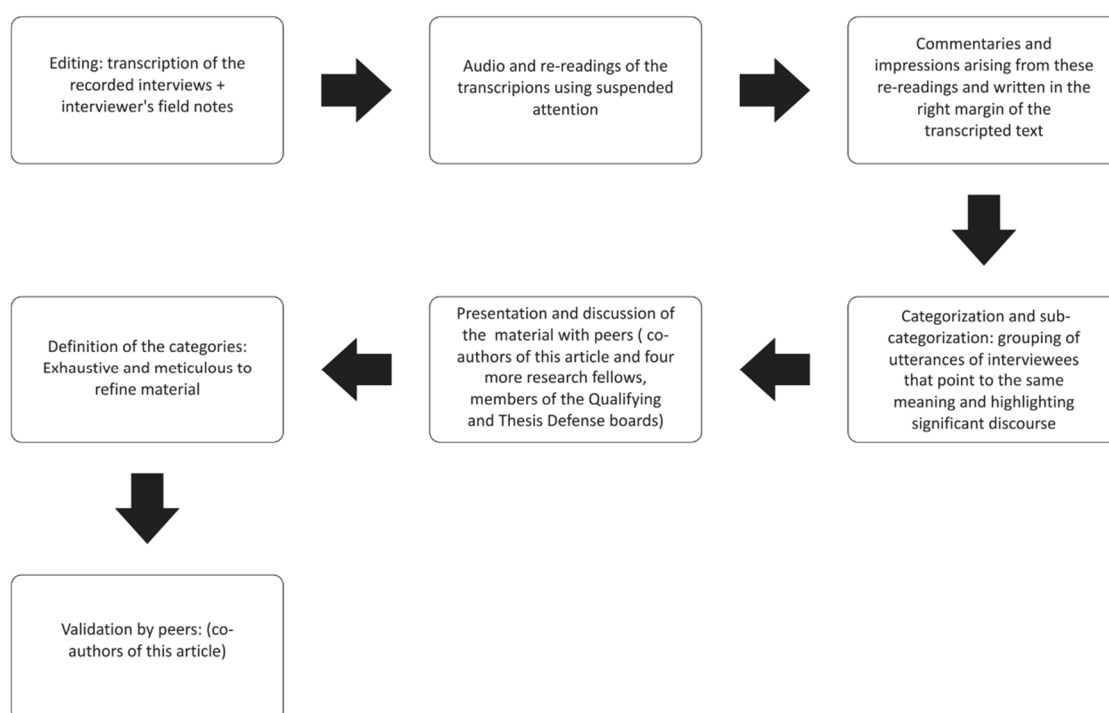 Editing: transcription of the
recorded interviews +
interviewer's field notes
Audio and re-readings of the
transcripions using suspended
attention
Commentaries and
impressions arising from these
re-readings and written in the
right margin of the
transcripted text
Categorization and sub-
categorization: grouping of
utterances of interviewees
that point to the same
meaning and highlighting
significant discourse
Presentation and discussion of
the material with peers ( co-
authors of this article and four
more research fellows,
members of the Qualifying
and Thesis Defense boards)
Definition of the categories:
Exhaustive and meticulous to
refine material
Validation by peers: (co-
authors of this article)